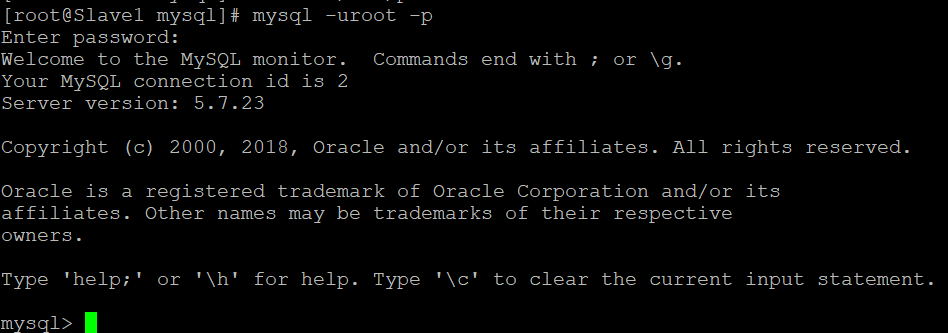 [root@Slave1 mysql]# mysql -uroot -p
Enter password:
Welcome to the MySQL monitor.  Commands end with ; or \g.
Your MySQL connection id is 2
Server version: 5.7.23
Copyright (c) 2000, 2018, Oracle and/or its affiliates. All rights reserved.
Oracle is a registered trademark of Oracle Corporation and/or its
affiliates. Other names may be trademarks of their respective
owners.
Type 'help;' or '\h' for help. Type '\c' to clear the current input statement.
mysql>